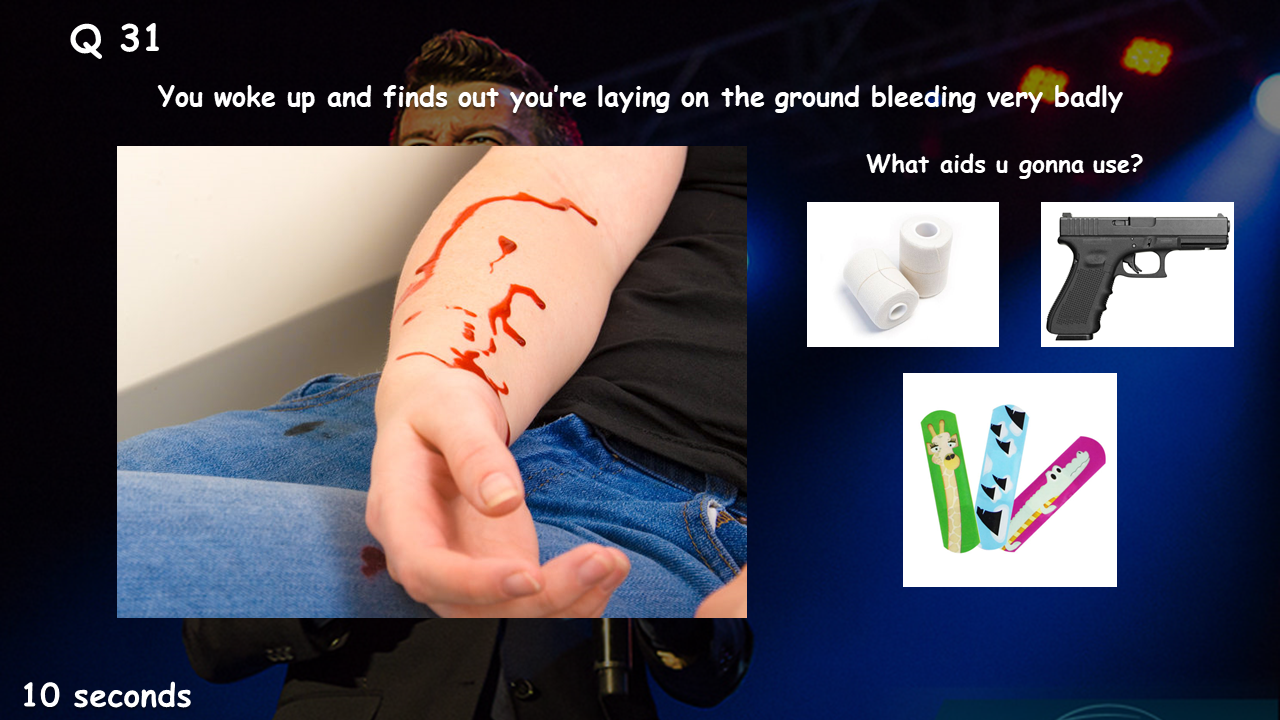 Q 31
You woke up and finds out you’re laying on the ground bleeding very badly
What aids u gonna use?
10 seconds